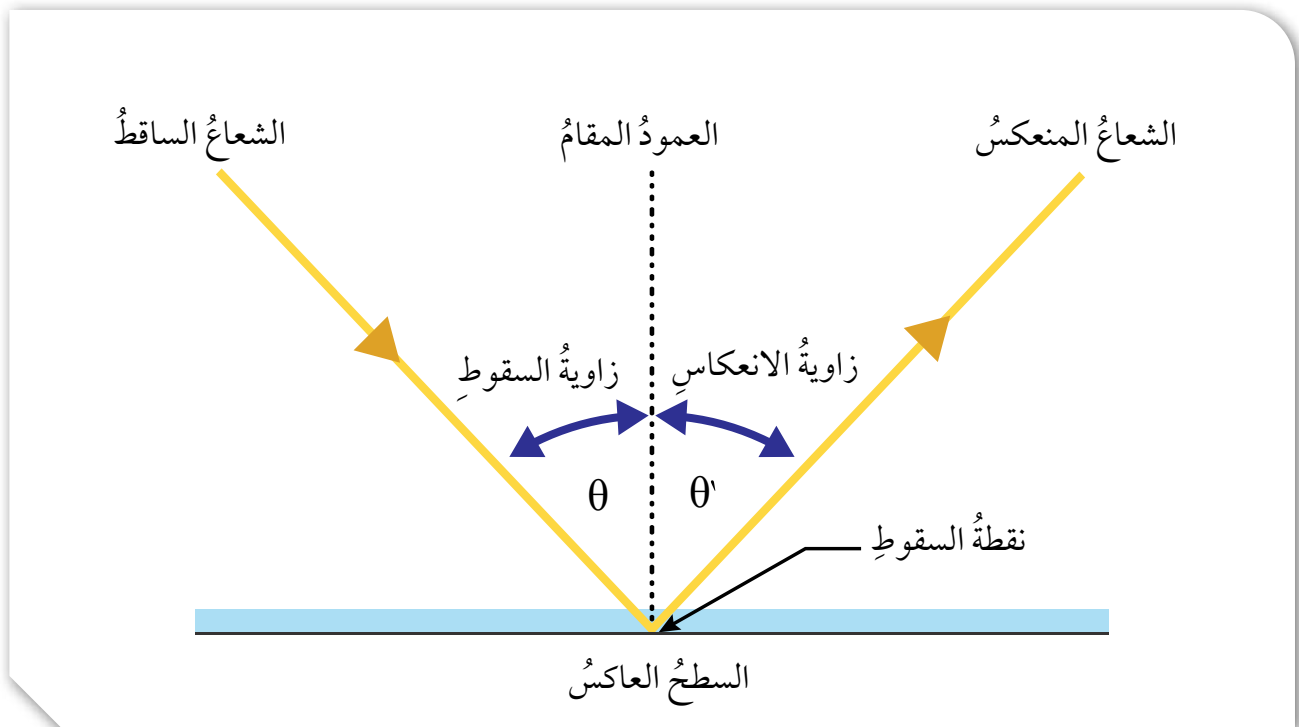 الشعاعُ المنعكسُ
العمودُ المقامُ
الشعاعُ الساقطُ
زاويةُ الانعكاسِ
زاويةُ السقوطِ
θ'
θ
نقطةُ السقوطِ
السطحُ العاكسُ